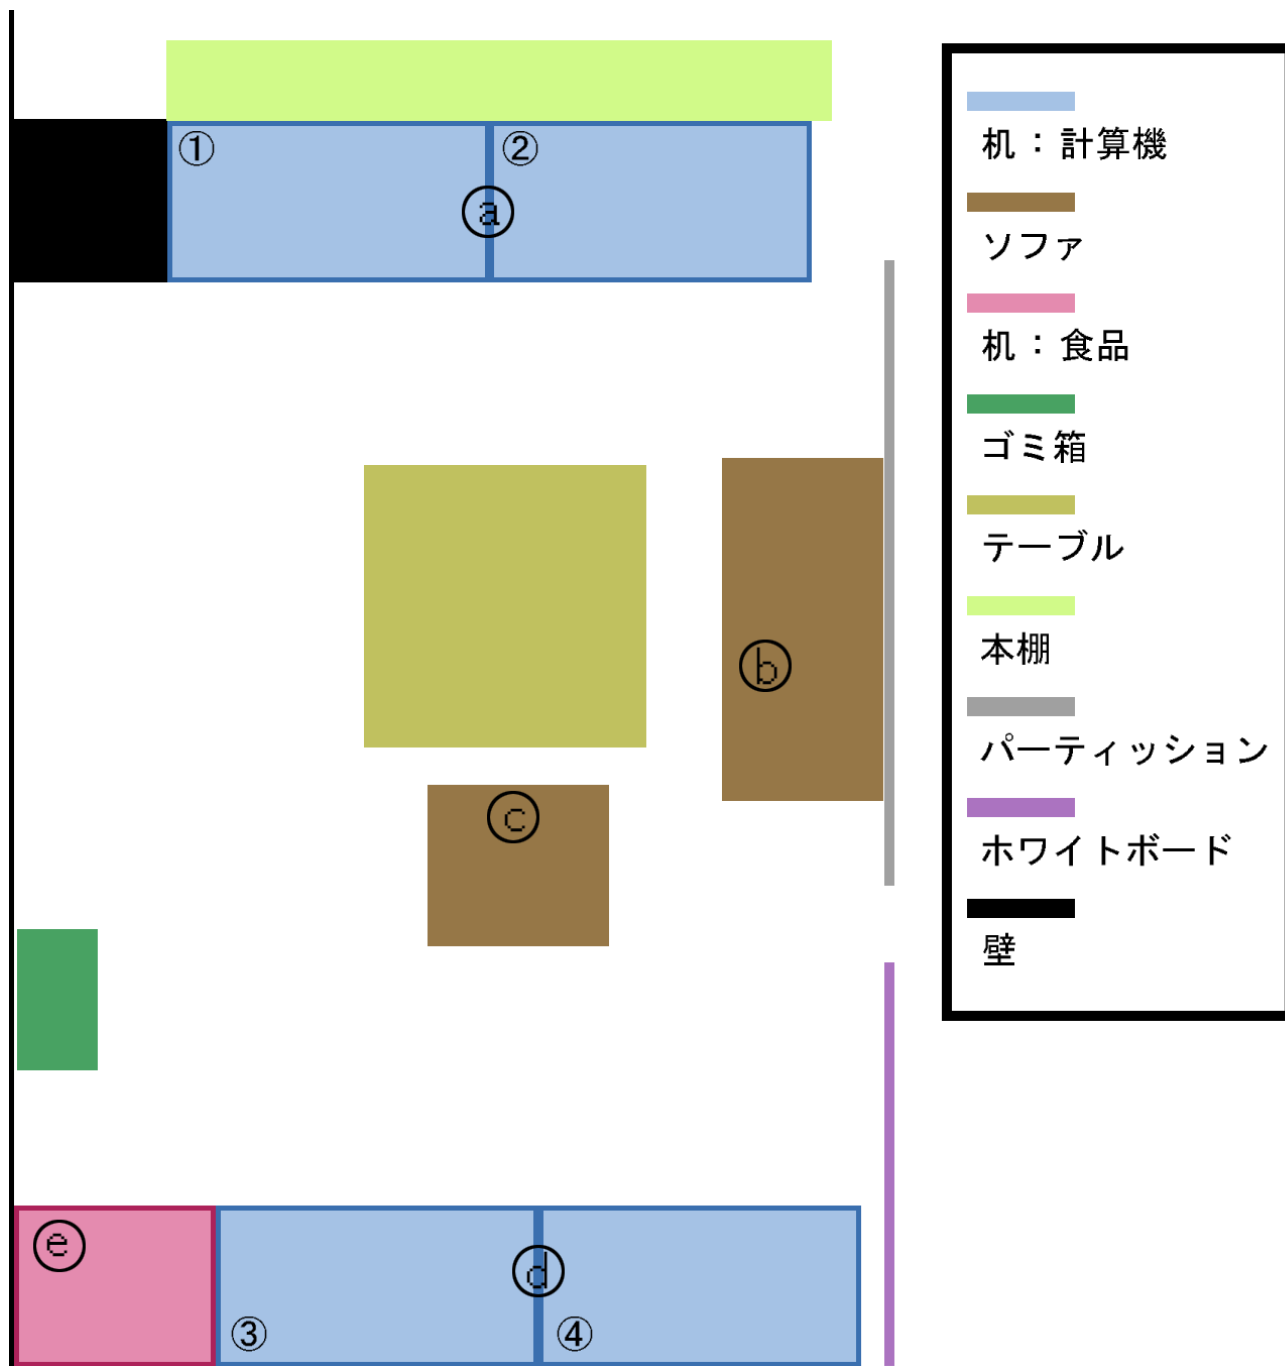 ① ②
ⓐ
ⓑ
ⓒ
ⓔ
ⓓ
③ ④
机：計算機
ソファ
机：食品
ゴミ箱
テーブル
本棚
パーティッション
ホワイトボード
壁